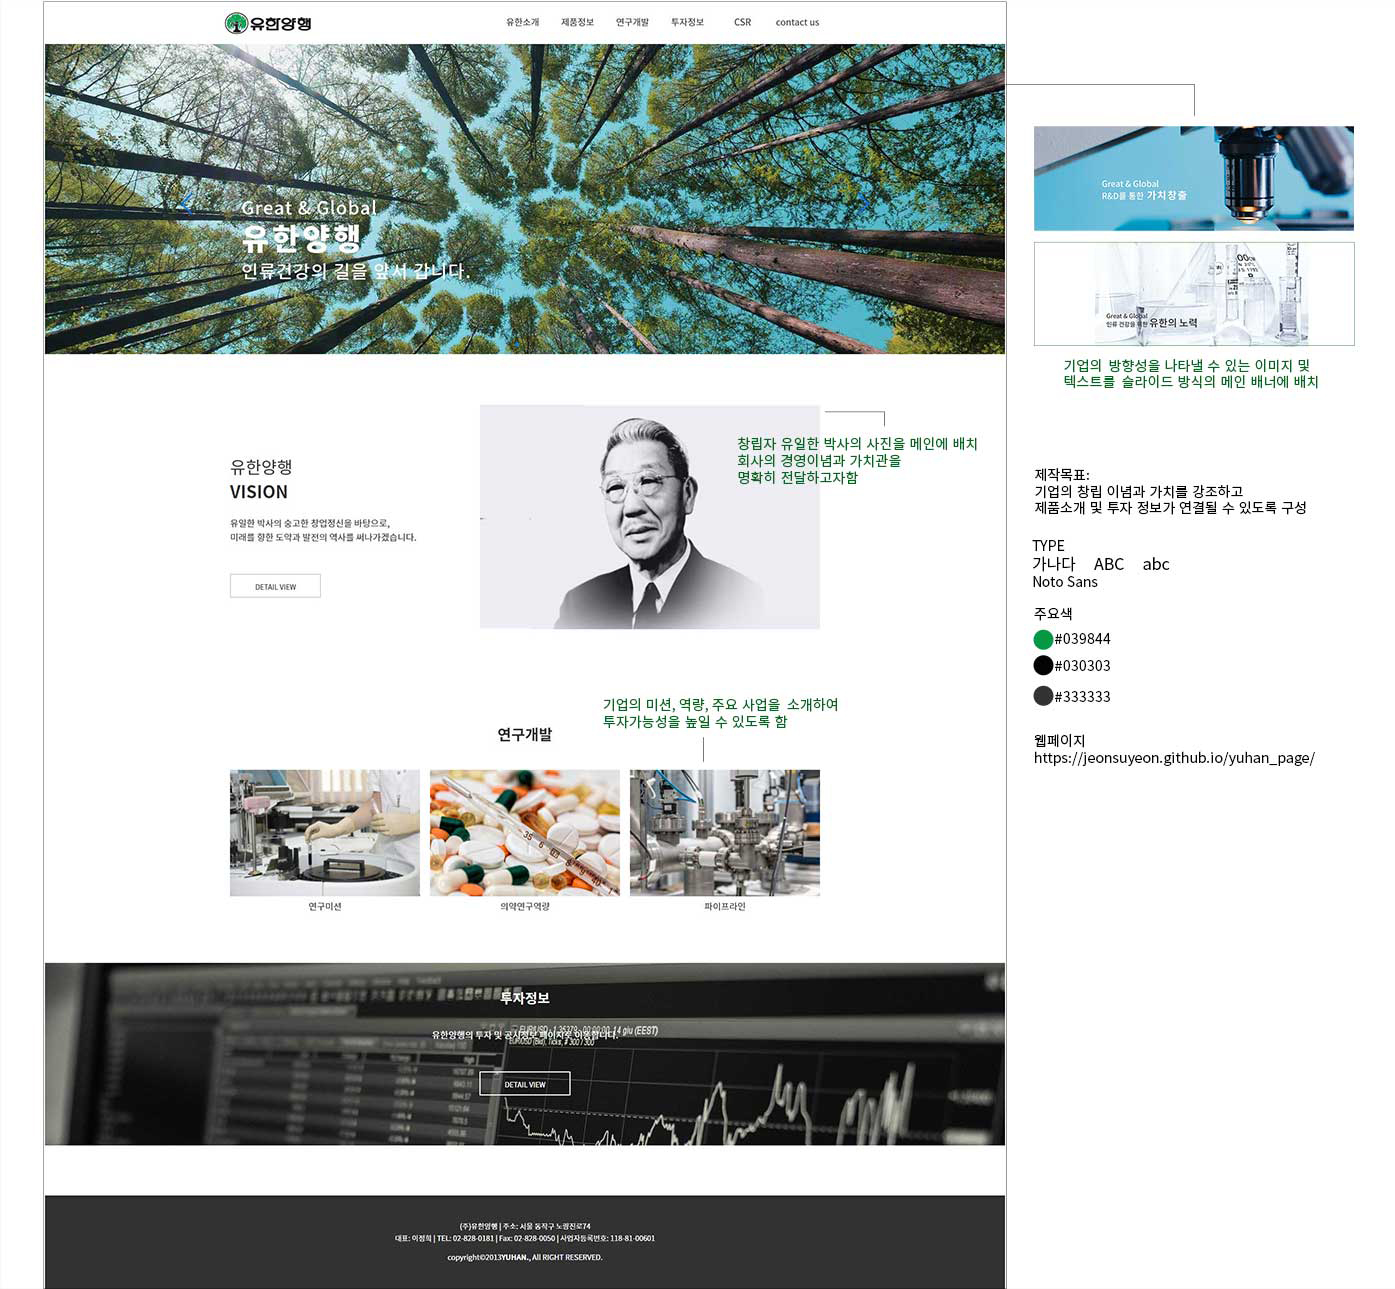 유한양행
유한소개 제품정보 연구개발 투자정보 CSR contact us
Great & Global
유한양행
인류건강의 길을 앞서 갑니다.
Great & Global
R&D를 통한 가치창출
Great & Global
인류 건강을 위한 유한의 노력
기업의 방향성을 나타낼 수 있는 이미지 및
텍스트를 슬라이드 방식의 메인 배너에 배치
유한양행
VISION
유일한 박사의 숭고한 창업정신을 바탕으로,
미래를 향한 도약과 발전의 역사를 써나가겠습니다.
DETAIL VIEW
창립자 유일한 박사의 사진을 메인에 배치
회사의 경영이념과 가치관을
명확히 전달하고자함
제작목표:
기업의 창립 이념과 가치를 강조하고
제품소개 및 투자 정보가 연결될 수 있도록 구성
TYPE
가나다 ABC abc
Noto Sans
주요색
#039844
#030303
#333333
웹페이지
https://jeonsuyeon.github.io/yuhan_page/
기업의 미션, 역량, 주요 사업을 소개하여
투자가능성을 높일 수 있도록 함
연구개발
연구미션
의약연구역량
파이프라인
투자정보
유한양행의 투자 및 공시정보 페이지로 이동합니다.
EUR/USD (Bid), Ticks, # 300 / 300
DETAIL VIEW
(주)유한양행 | 주소: 서울 동작구 노량진로74
대표: 이정희 | TEL: 02-828-0181 | Fax: 02-828-0050 | 사업자등록번호: 118-81-00601
copyright©2013YUHAN., All RIGHT RESERVED.